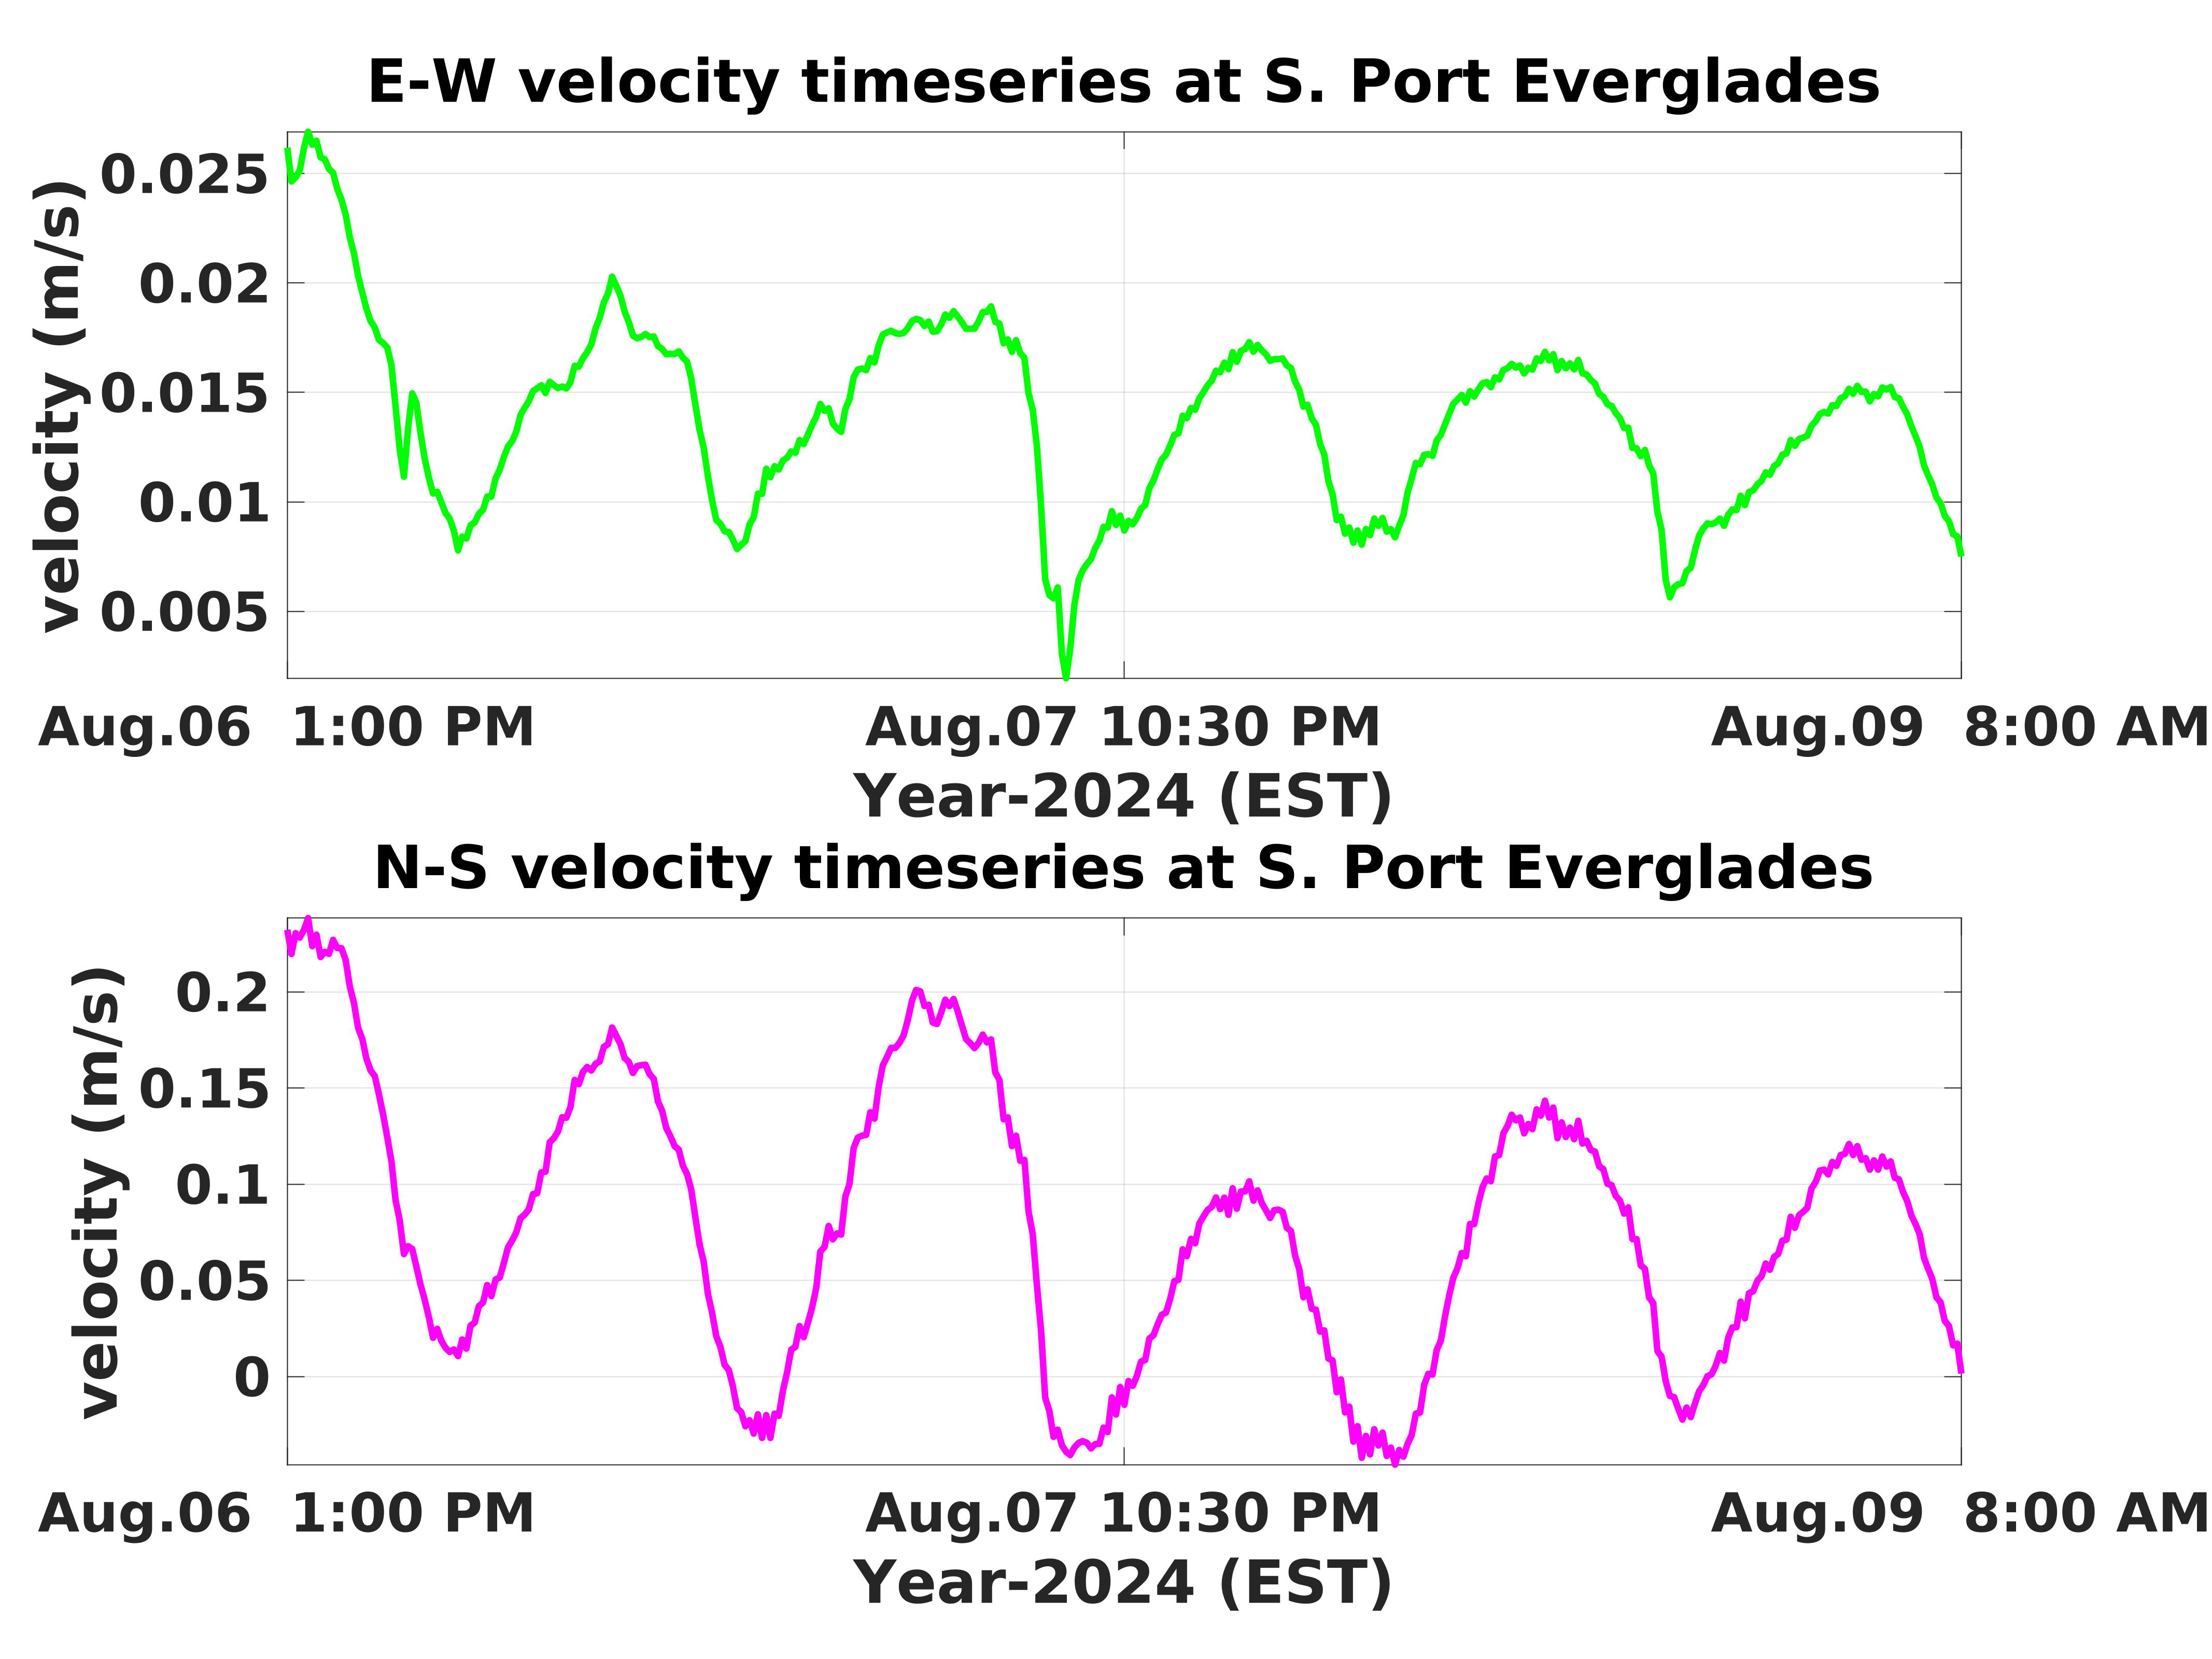 E-W velocity timeseries at S. Port Everglades
velocity (m/s)
0.025
0.02
0.015
0.01
0.005
Aug.06 1:00 PM
Aug.07 10:30 PM
Aug.09 8:00 AM
Year-2024 (EST)
N-S velocity timeseries at S. Port Everglades
velocity (m/s)
0.2
0.15
0.1
0.05
0
Aug.06 1:00 PM
Aug.07 10:30 PM
Aug.09 8:00 AM
Year-2024 (EST)